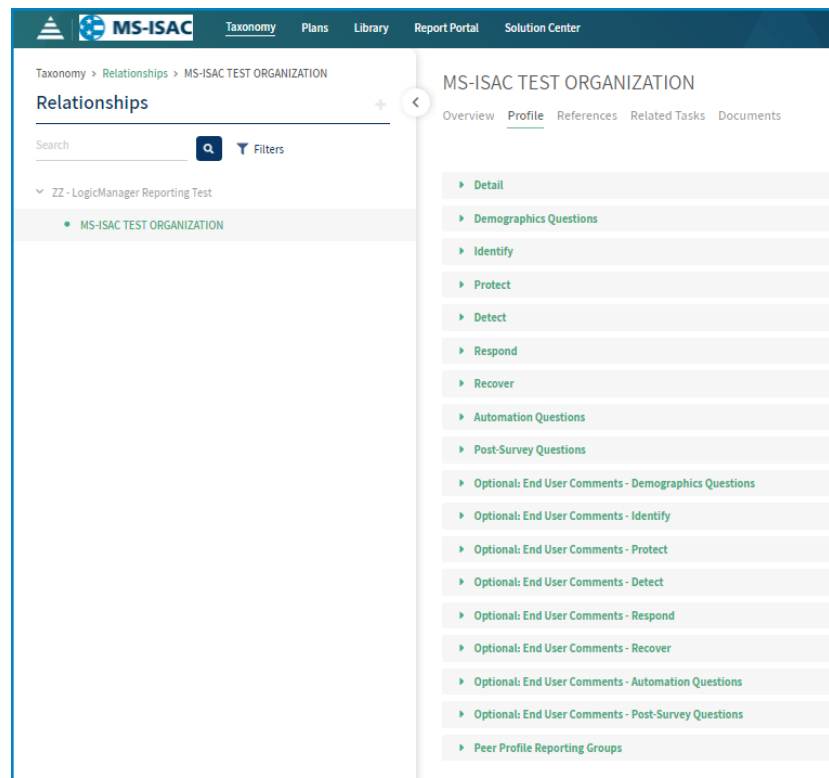 MS-ISAC Taxonomy Plans Library Report Portal Solution Center
Taxonomy > Relationships > MS-ISAC TEST ORGANIZATION
Relationships
Search
Filters
ZZ - LogicManager Reporting Test
MS-ISAC TEST ORGANIZATION
MS-ISAC TEST ORGANIZATION
Overview Profile References Related Tasks Documents
Detail
Demographics Questions
Identify
Protect
Detect
Respond
Recover
Automation Questions
Post-Survey Questions
Optional: End User Comments - Demographics Questions
Optional: End User Comments - Identify
Optional: End User Comments - Protect
Optional: End User Comments - Detect
Optional: End User Comments - Respond
Optional: End User Comments - Recover
Optional: End User Comments - Automation Questions
Optional: End User Comments - Post-Survey Questions
Peer Profile Reporting Groups